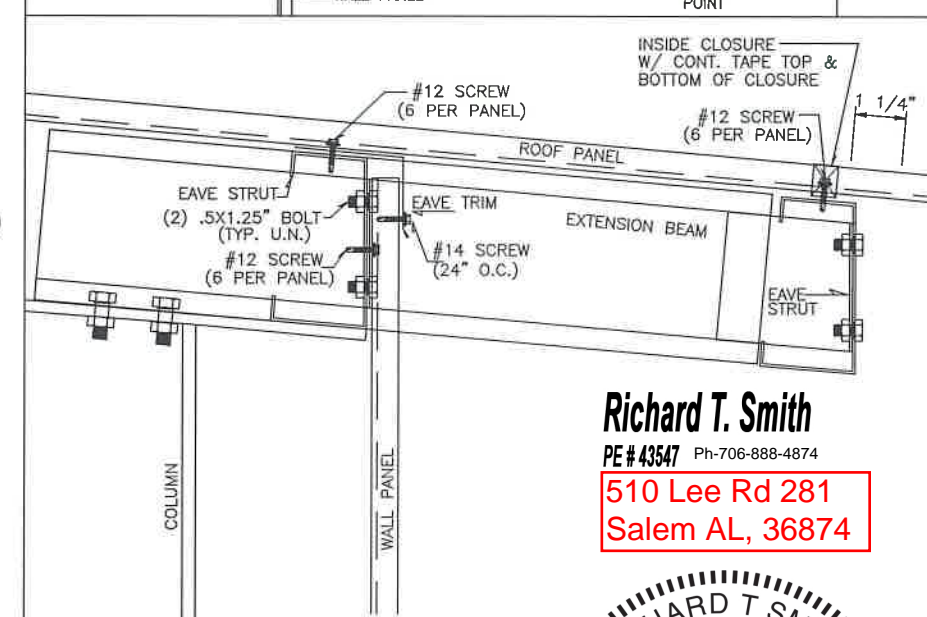 POINT
INSIDE CLOSURE
W/ CONT. TAPE TOP &
BOTTOM OF CLOSURE
#12 SCREW
(6 PER PANEL)
#12 SCREW
(6 PER PANEL)
1 1/4"
ROOF PANEL
EAVE STRUT
(2) .5X1.25" BOLT
(TYP. U.N.)
#12 SCREW
(6 PER PANEL)
EAVE TRIM
#14 SCREW
(24" O.C.)
EXTENSION BEAM
EAVE
STRUT
COLUMN
WALL PANEL
Richard T. Smith
PE # 43547 Ph-706-888-4874
510 Lee Rd 281
Salem AL, 36874